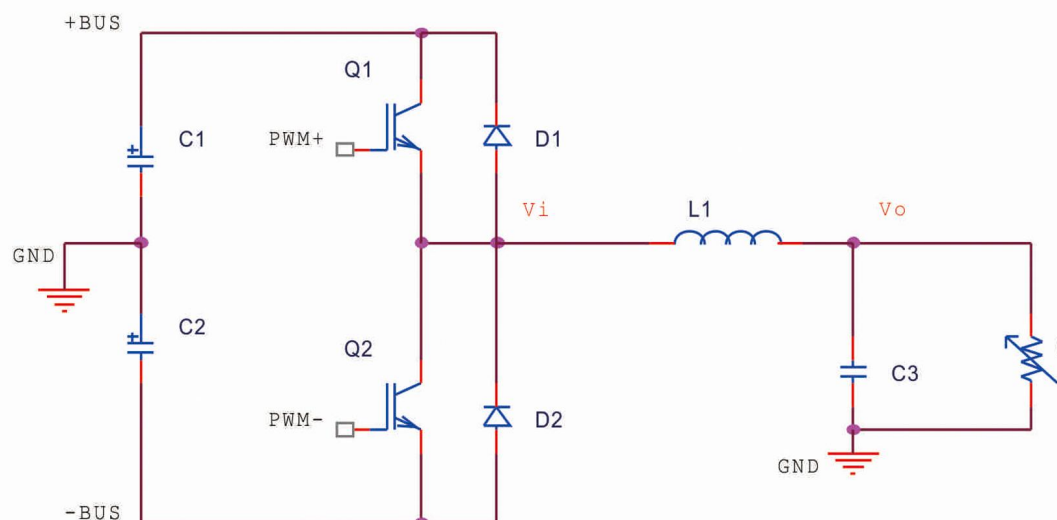 +BUS
Q1
C1
PWM+
D1
Vi
L1
Vo
GND
C2
Q2
C3
PWM-
D2
GND
-BUS